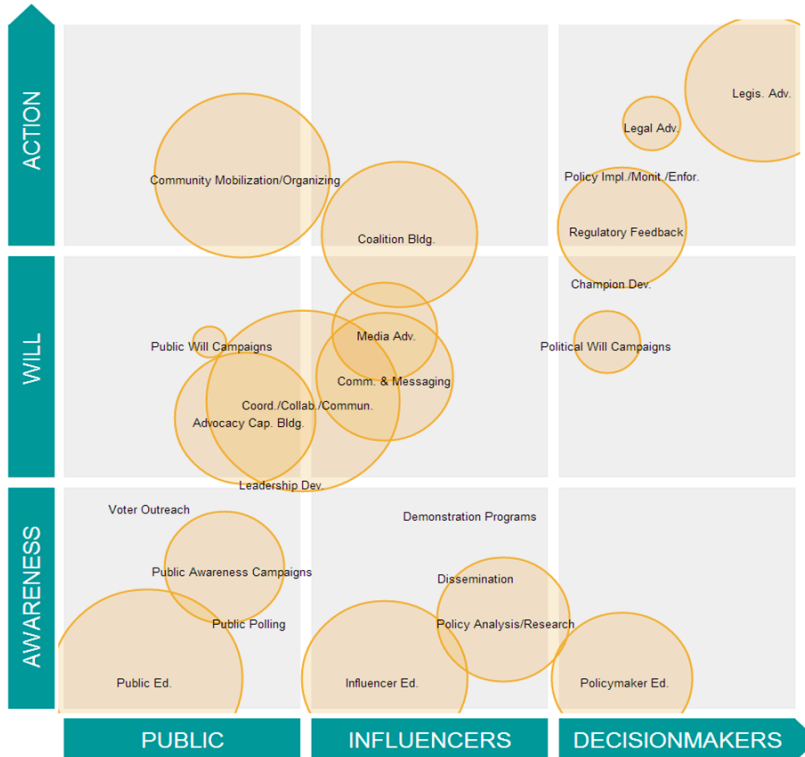 ACTION
Legis. Adv.
Legal Adv.
Community Mobilization/Organizing
Policy Impl./Monit./Enfor.
Coalition Bldg.
Regulatory Feedback
WILL
Champion Dev.
Public Will Campaigns
Media Adv.
Political Will Campaigns
Comm. & Messaging
Coord./Collab./Commun.
Advocacy Cap. Bldg.
Leadership Dev.
AWARENESS
Voter Outreach
Demonstration Programs
Public Awareness Campaigns
Dissemination
Public Polling
Policy Analysis/Research
Public Ed.
Influencer Ed.
Policymaker Ed.
PUBLIC
INFLUENCERS
DECISIONMAKERS